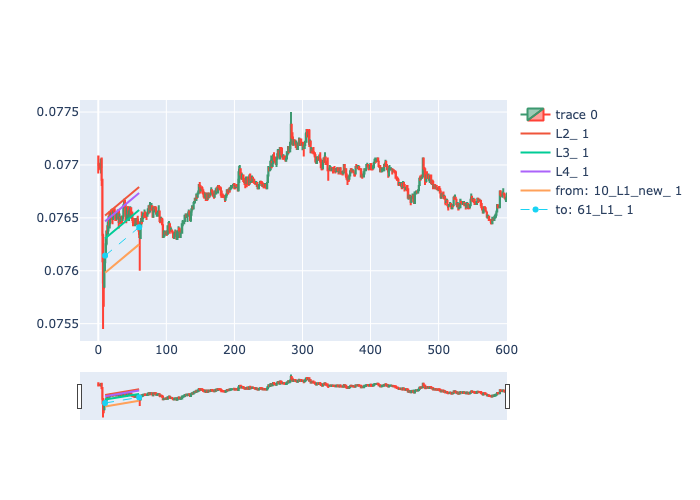 0.0775
0.077
0.0765
0.076
0.0755
0 100 200 300 400 500 600
trace 0
L2_ 1
L3_ 1
L4_ 1
from: 10_L1_new_ 1
to: 61_L1_ 1